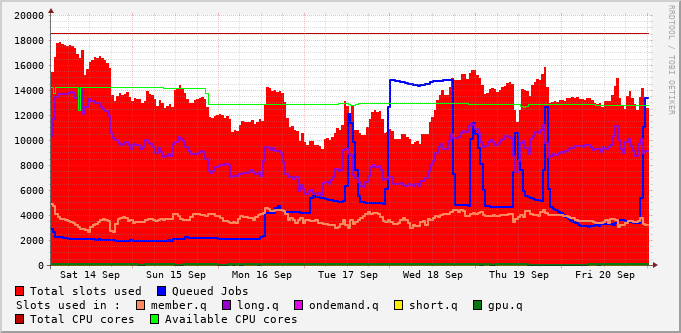 20000
18000
16000
14000
12000
10000
8000
6000
4000
2000
0
Sat 14 Sep Sun 15 Sep Mon 16 Sep Tue 17 Sep Wed 18 Sep Thu 19 Sep Fri 20 Sep
RRDTOOL / TOBI OETIKER
Total slots used Queued Jobs
Slots used in : member.q long.q ondemand.q short.q gpu.q
Total CPU cores Available CPU cores